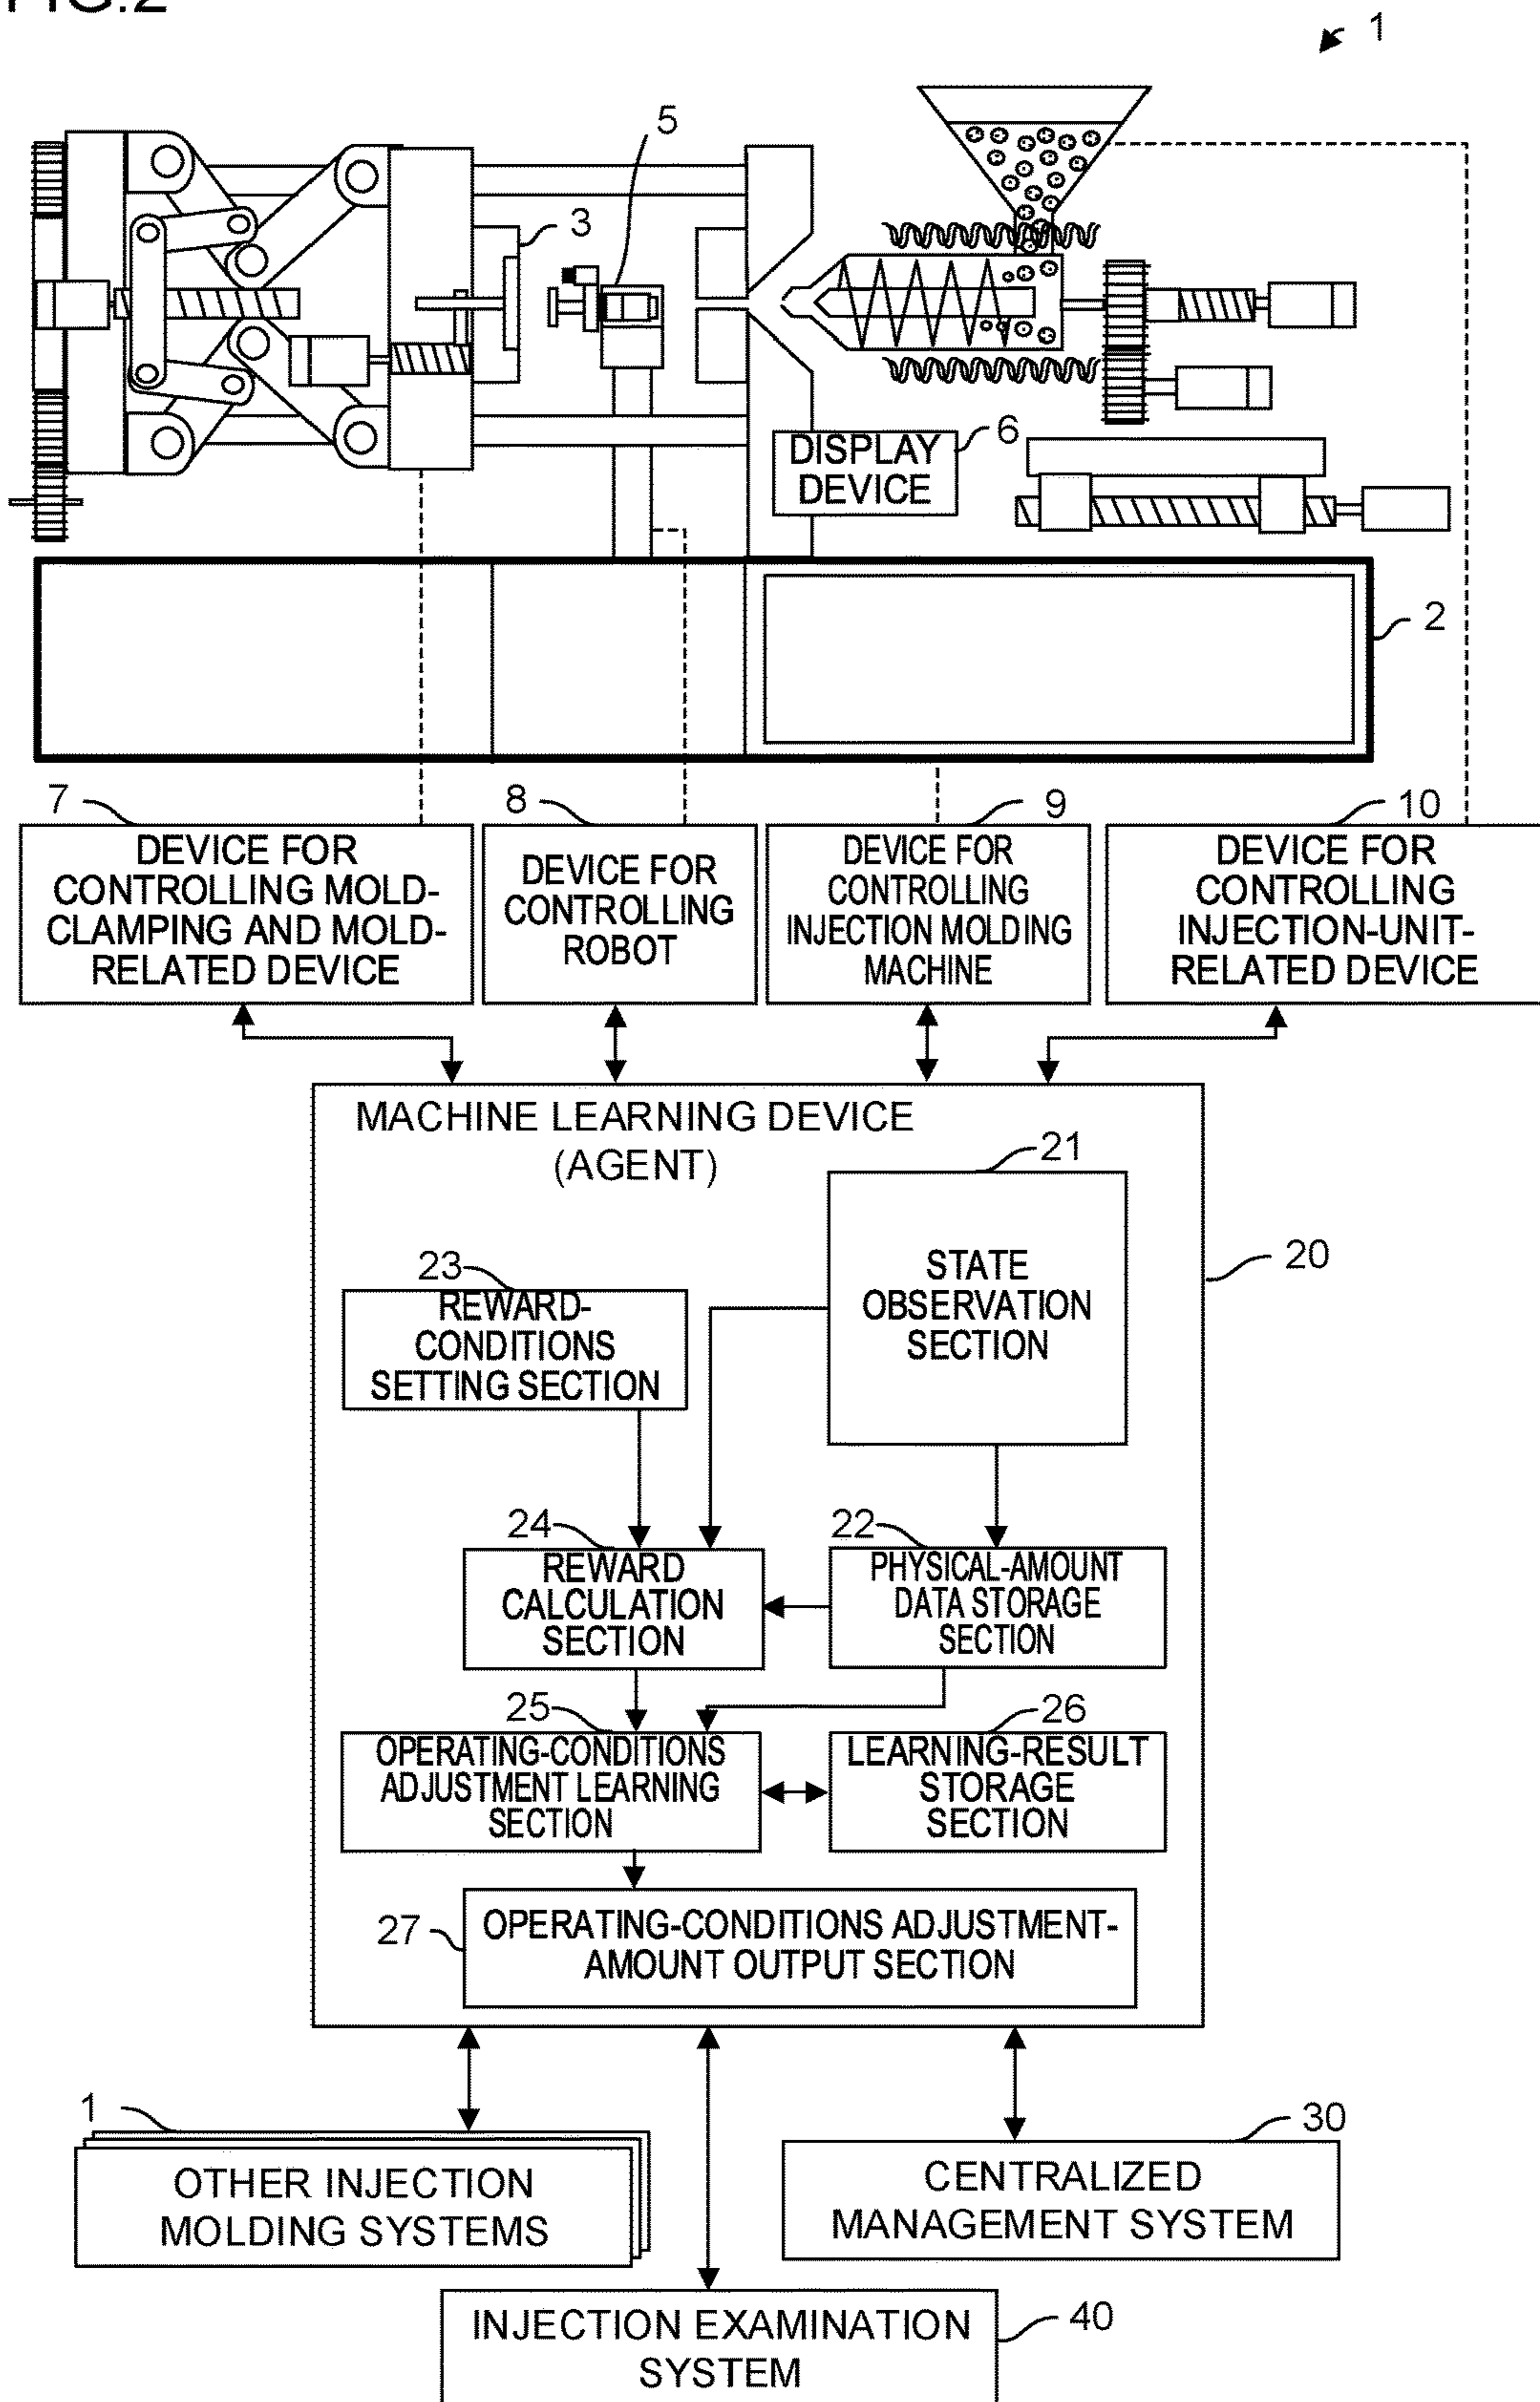 FIG.2
1
5
3
6
DISPLAY
DEVICE
2
7
8
9
10
DEVICE FOR
CONTROLLING MOLD-
CLAMPING AND MOLD-
RELATED DEVICE
DEVICE FOR
CONTROLLING
ROBOT
DEVICE FOR
CONTROLLING
INJECTION MOLDING
MACHINE
DEVICE FOR
CONTROLLING
INJECTION-UNIT-
RELATED DEVICE
MACHINE LEARNING DEVICE
(AGENT)
21
STATE
OBSERVATION
SECTION
20
23
REWARD-
CONDITIONS
SETTING SECTION
24
REWARD
CALCULATION
SECTION
22
PHYSICAL-AMOUNT
DATA STORAGE
SECTION
25
OPERATING-CONDITIONS
ADJUSTMENT LEARNING
SECTION
26
LEARNING-RESULT
STORAGE
SECTION
27
OPERATING-CONDITIONS ADJUSTMENT-
AMOUNT OUTPUT SECTION
1
OTHER INJECTION
MOLDING SYSTEMS
30
CENTRALIZED
MANAGEMENT SYSTEM
40
INJECTION EXAMINATION
SYSTEM